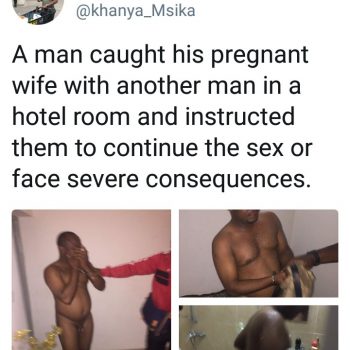 @khanya_Msika
A man caught his pregnant
wife with another man in a
hotel room and instructed
them to continue the sex or
face severe consequences.